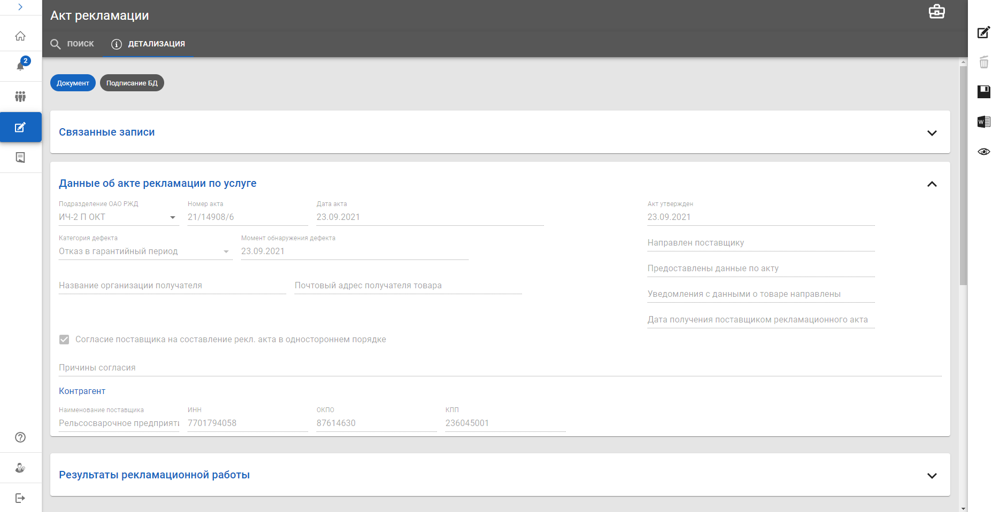 Акт рекламации
ПОИСК
ДЕТАЛИЗАЦИЯ
2
Документ
Подписание БД
Связанные записи
Данные об акте рекламации по услуге
Подразделение ОАО РЖД
ИЧ-2 П ОКТ
Номер акта
21/14908/6
Дата акта
23.09.2021
Акт утвержден
23.09.2021
Категория дефекта
Отказ в гарантийный период
Момент обнаружения дефекта
23.09.2021
Направлен поставщику
Предоставлены данные по акту
Название организации получателя
Почтовый адрес получателя товара
Уведомления с данными о товаре направлены
Дата получения поставщиком рекламационного акта
Согласие поставщика на составление рекл. акта в одностороннем порядке
Причины согласия
Контрагент
Наименование поставщика
Рельсосварочное предприяти
ИНН
7701794058
ОКПО
87614630
КПП
236045001
Результаты рекламационной работы
W